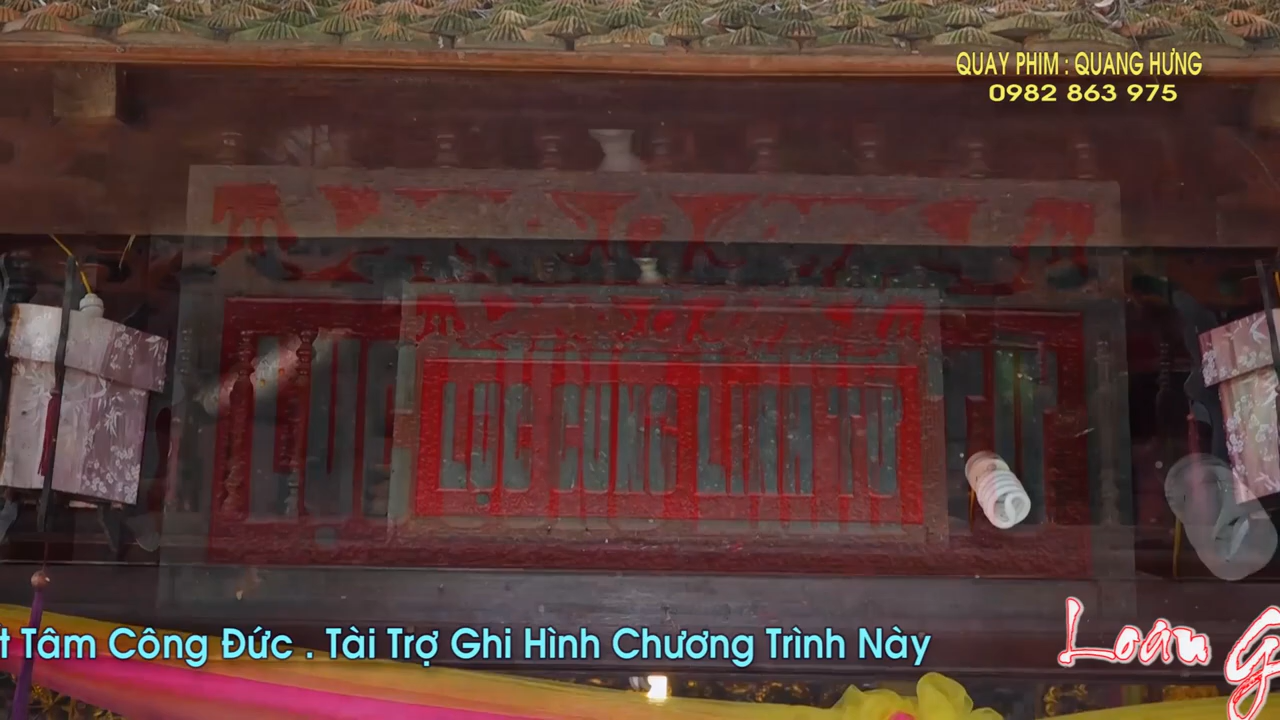 QUAY PHIM : QUANG HƯNG
0982 863 975
LỤC CUNG LINH TỪ
t Tâm Công Đức . Tài Trợ Ghi Hình Chương Trình Này
Loan G